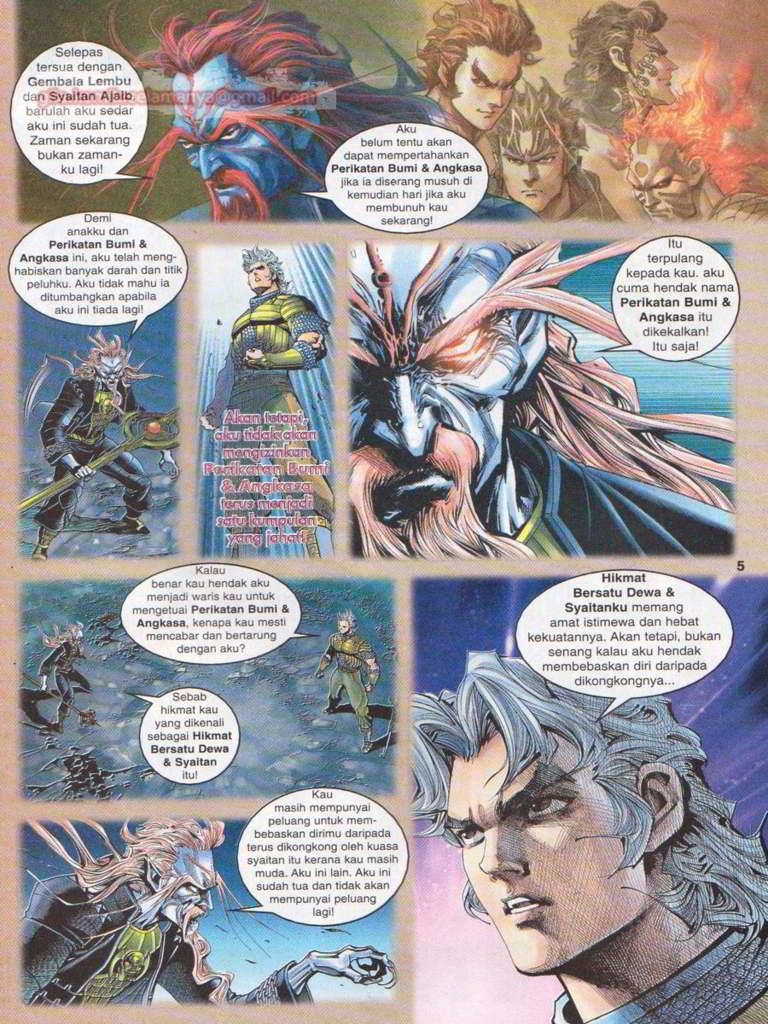 Selepas
tersua dengan
Gembala Lembu
dan Syaitan Ajaib,
barulah aku sedar
aku ini sudah tua.
Zaman sekarang
bukan zaman-
ku lagi!
Aku
belum tentu akan
dapat mempertahankan
Perikatan Bumi & Angkasa
jika ia diserang musuh di
kemudian hari jika aku
membunuh kau
sekarang!
Demi
anakku dan
Perikatan Bumi &
Angkasa ini, aku telah meng-
habiskan banyak darah dan titik
peluhku. Aku tidak mahu ia
ditumbangkan apabila
aku ini tiada lagi!
Akan tetapi,
aku tidak akan
mengizinkan
Perikatan Bumi
& Angkasa
terus menjadi
satu kumpulan
yang jahat!
Itu
terpulang
kepada kau. aku
cuma hendak nama
Perikatan Bumi &
Angkasa itu
dikekalkan!
Itu saja!
5
Kalau
benar kau hendak aku
menjadi waris kau untuk
mengetuai Perikatan Bumi &
Angkasa, kenapa kau mesti
mencabar dan bertarung
dengan aku?
Sebab
hikmat kau
yang dikenali
sebagai Hikmat
Bersatu Dewa
& Syaitan
itu!
Hikmat
Bersatu Dewa &
Syaitanku memang
amat istimewa dan hebat
kekuatannya. Akan tetapi, bukan
senang kalau aku hendak
membebaskan diri daripada
dikongkongnya...
Kau
masih mempunyai
peluang untuk mem-
bebaskan dirimu daripada
terus dikongkong oleh kuasa
syaitan itu kerana kau masih
muda. Aku ini lain. Aku ini
sudah tua dan tidak akan
mempunyai peluang
lagi!